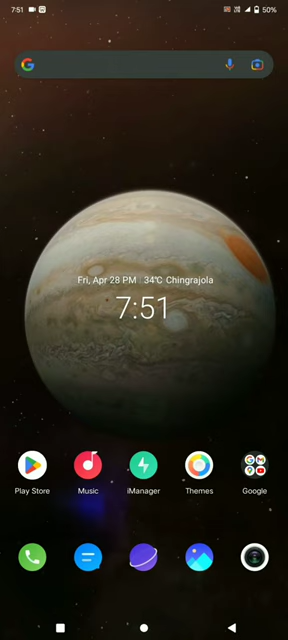 7:51
50%
Fri, Apr 28 PM 34°C Chingrajola
7:51
Play Store
Music
iManager
Themes
Google